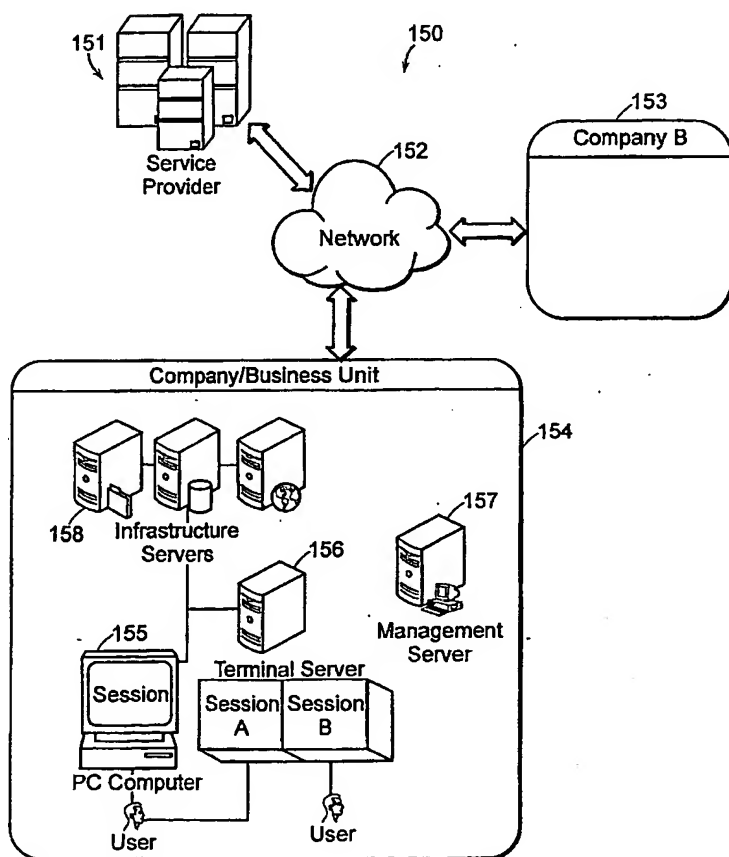 151
150
Service
Provider
152
Network
153
Company B
Company/Business Unit
154
158
Infrastructure
Servers
156
157
Management
Server
155
Session
PC Computer
Terminal Server
Session
A
Session
B
User
User